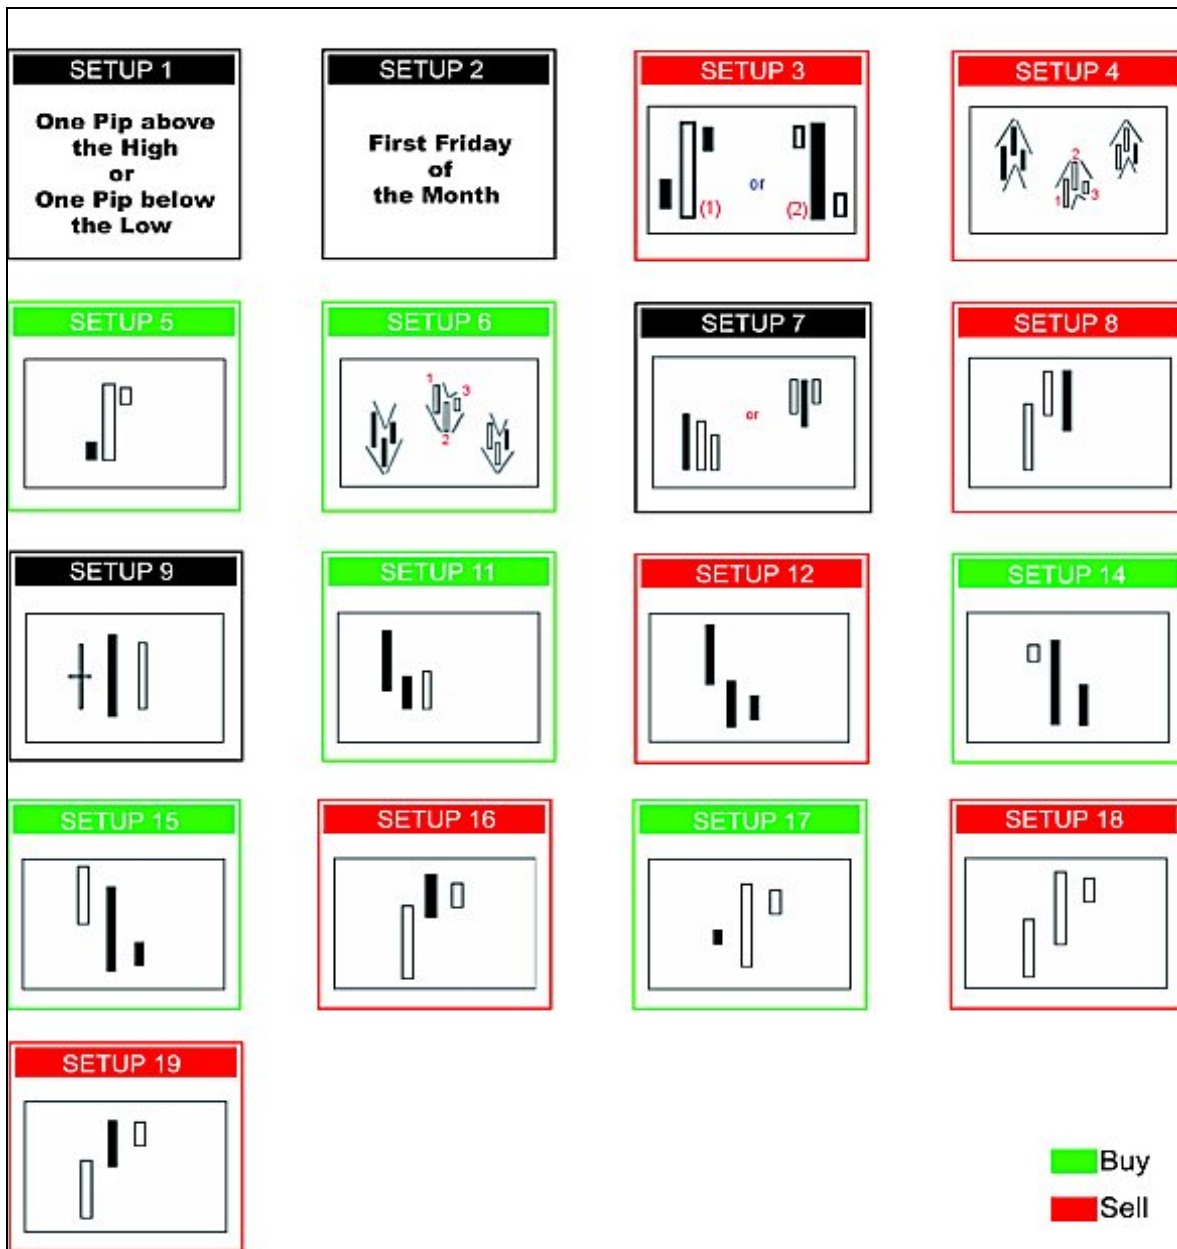 SETUP 1
One Pip above
the High
or
One Pip below
the Low
SETUP 2
First Friday
of
the Month
SETUP 3
(1)
or
(2)
SETUP 4
1
2
3
SETUP 5
SETUP 6
1
3
2
SETUP 7
or
SETUP 8
SETUP 9
SETUP 11
SETUP 12
SETUP 14
SETUP 15
SETUP 16
SETUP 17
SETUP 18
SETUP 19
Buy
Sell